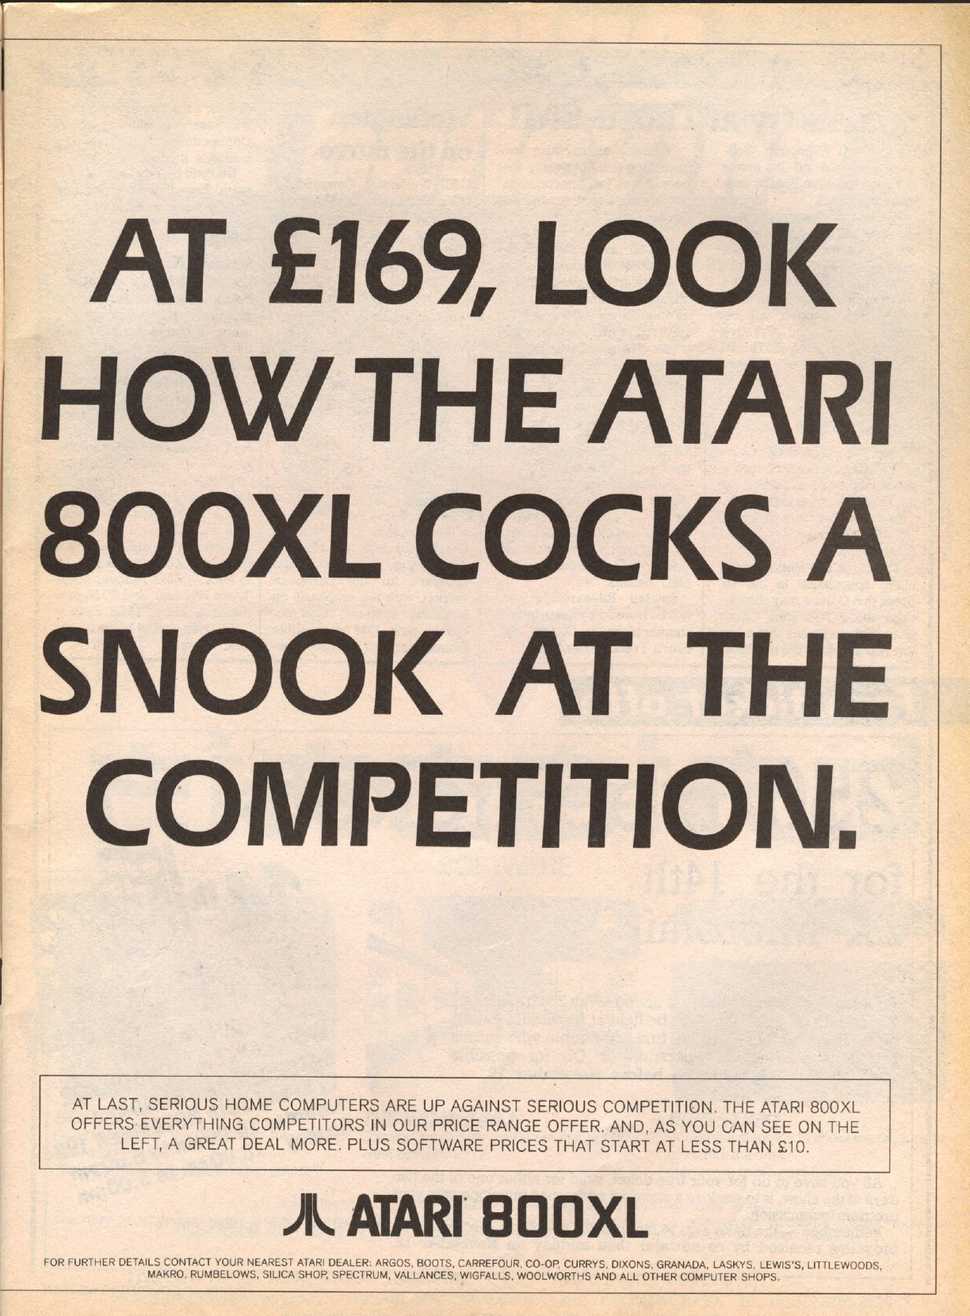 AT £169, LOOK
HOW THE ATARI
800XL COCKS A
SNOOK AT THE
COMPETITION.
AT LAST, SERIOUS HOME COMPUTERS ARE UP AGAINST SERIOUS COMPETITION. THE ATARI 800XL
OFFERS EVERYTHING COMPETITORS IN OUR PRICE RANGE OFFER. AND, AS YOU CAN SEE ON THE
LEFT, A GREAT DEAL MORE. PLUS SOFTWARE PRICES THAT START AT LESS THAN £10.
ATARI 800XL
FOR FURTHER DETAILS CONTACT YOUR NEAREST ATARI DEALER: ARGOS, BOOTS, CARREFOUR, CO-OP, CURRYS, DIXONS, GRANADA, LASKYS, LEWIS'S, LITTLEWOODS,
MAKRO, RUMBELOWS, SILICA SHOP, SPECTRUM, VALLANCES, WIGFALLS, WOOLWORTHS AND ALL OTHER COMPUTER SHOPS.